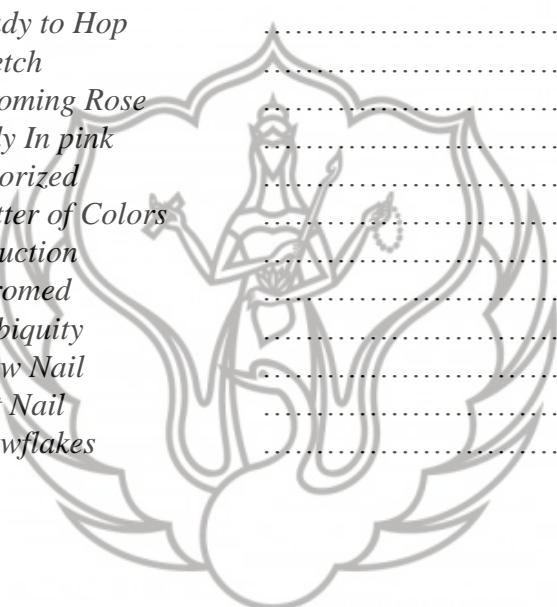 dy to Hop ....................................
etch ....................................
oming Rose ....................................
ly In pink ....................................
orized ....................................
tter of Colors ....................................
uction ....................................
romed ....................................
biquity ....................................
w Nail ....................................
t Nail ....................................
wflakes ....................................